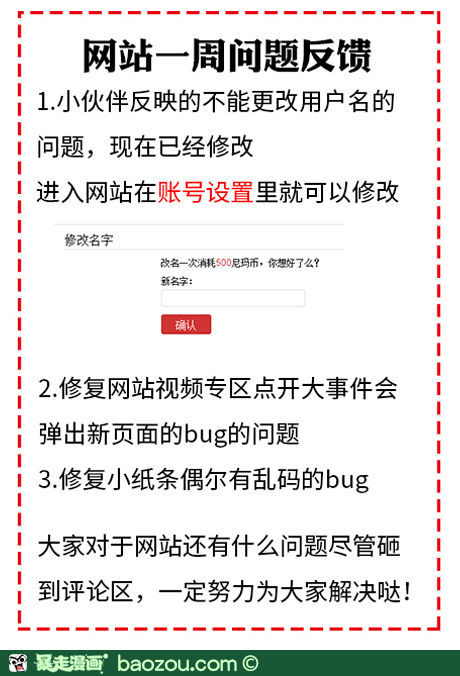 网站一周问题反馈
1.小伙伴反映的不能更改用户名的
问题，现在已经修改
进入网站在账号设置里就可以修改
修改名字
改名一次消耗500尼玛币，你想好了么？
新名字：
确认
2.修复网站视频专区点开大事件会
弹出新页面的bug的问题
3.修复小纸条偶尔有乱码的bug
大家对于网站还有什么问题尽管砸
到评论区，一定努力为大家解决哒！
暴走漫画 baozou.com ©